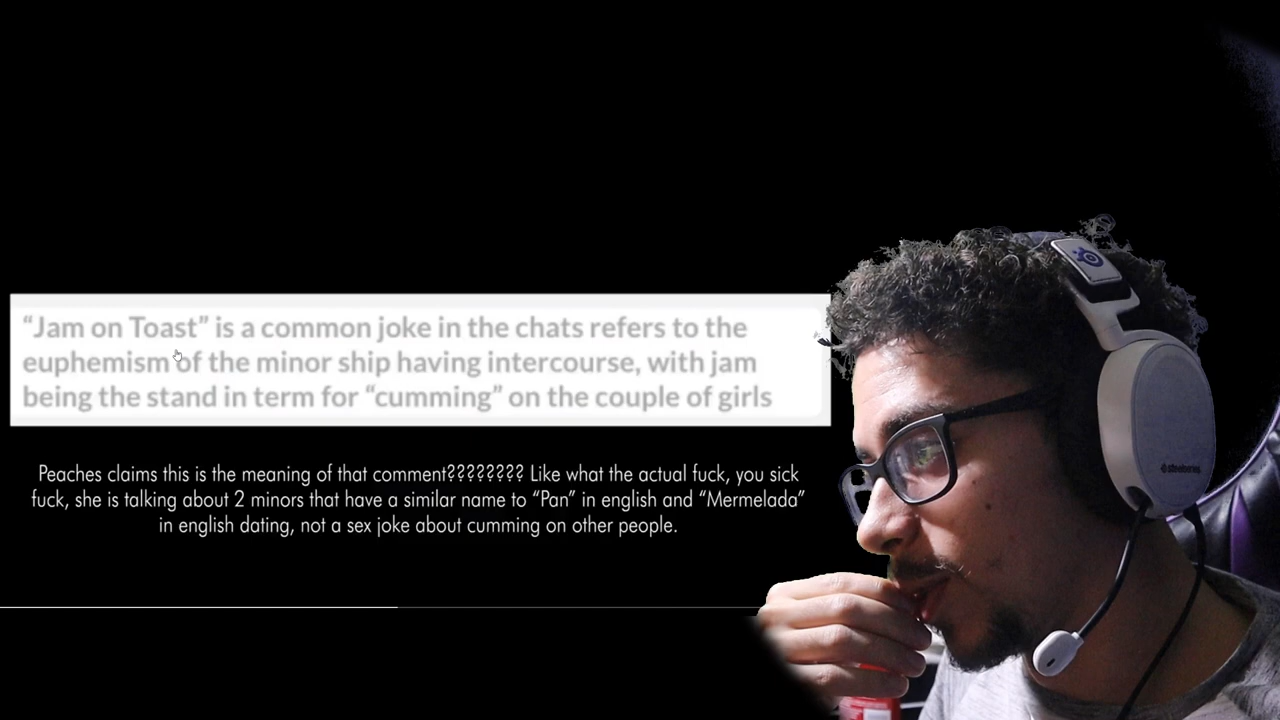 “Jam on Toast” is a common joke in the chats refers to the
euphemism of the minor ship having intercourse, with jam
being the stand in term for “cumming” on the couple of girls
Peaches claims this is the meaning of that comment???????? Like what the actual fuck, you sick
fuck, she is talking about 2 minors that have a similar name to “Pan” in english and “Mermelada”
in english dating, not a sex joke about cumming on other people.
steelseries